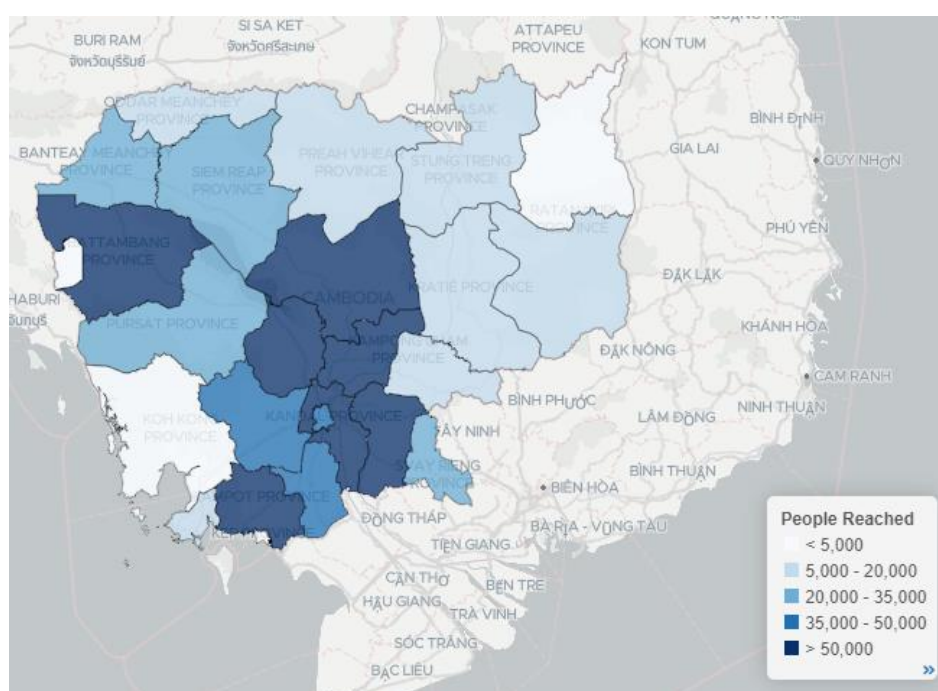 BURI RAM
จังหวัดบุรีรัมย์
SI SA KET
จังหวัดศรีสะเกษ
ATTAPEU
PROVINCE
KON TUM
ODDAR MEANCHEY
PROVINCE
CHAMPASAK
PROVINCE
BÌNH ĐỊNH
BANTEAY MEANCHEY
PROVINCE
SIEM REAP
PROVINCE
PREAH VIHEAR
PROVINCE
STUNG TRENG
PROVINCE
GIA LAI
QUY NHƠN
RATANAKIRI
PROVINCE
PHÚ YÊN
BATTAMBANG
PROVINCE
ĐẮK LẮK
CAMBODIA
KRATIÉ PROVINCE
PURSAT PROVINCE
KHÁNH HÒA
KAMPONG CHAM
PROVINCE
ĐẮK NÔNG
CAM RANH
BÌNH PHƯỚC
NINH THUẬN
KOH KONG
PROVINCE
KANDAL PROVINCE
LÂM ĐỒNG
TÂY NINH
SVAY RIENG
PROVINCE
BÌNH THUẬN
BIÊN HÒA
KAMPOT PROVINCE
KEP PROVINCE
ĐỒNG THÁP
BÀ RỊA - VŨNG TÀU
TIỀN GIANG
CẦN THƠ
BẾN TRE
HẬU GIANG
TRÀ VINH
SÓC TRĂNG
BẠC LIÊU
People Reached
< 5,000
5,000 - 20,000
20,000 - 35,000
35,000 - 50,000
> 50,000
»